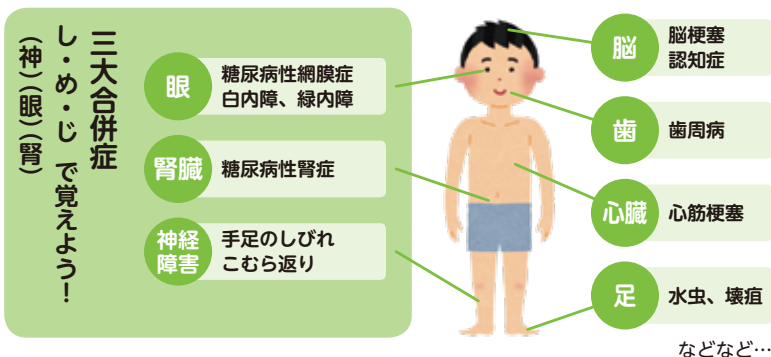 三大合併症
し・め・じ で覚えよう！
（神）（眼）（腎）
眼
糖尿病性網膜症
白内障、緑内障
腎臓
糖尿病性腎症
神経
障害
手足のしびれ
こむら返り
脳
脳梗塞
認知症
歯
歯周病
心臓
心筋梗塞
足
水虫、壊疽
などなど…